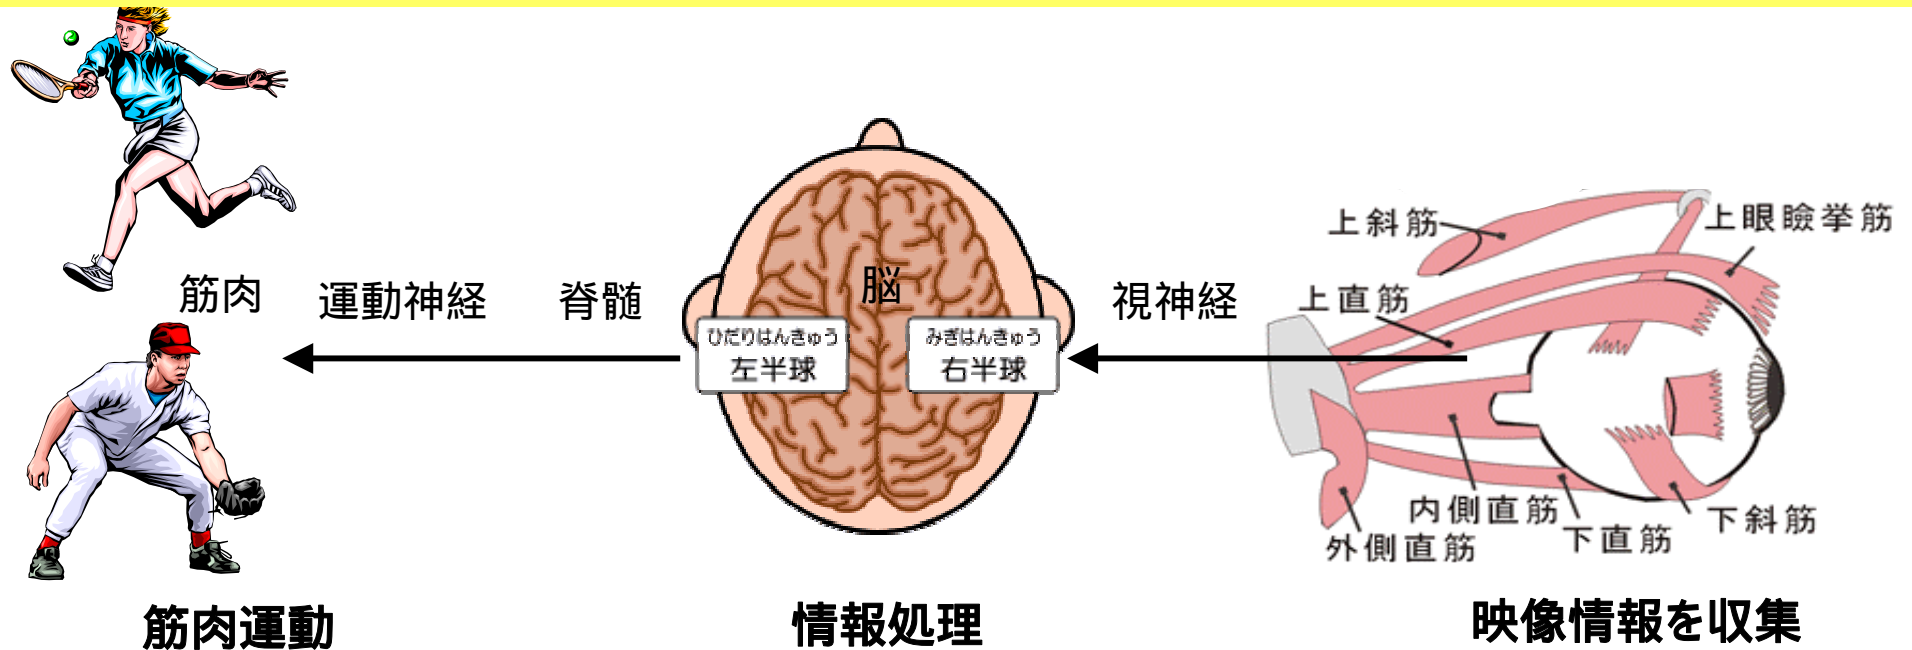 上斜筋
上眼瞼挙筋
筋肉
運動神経
脊髄
脳
視神経
上直筋
ひだりはんきゅう
左半球
みぎはんきゅう
右半球
内側直筋
下斜筋
外側直筋
下直筋
筋肉運動
情報処理
映像情報を収集